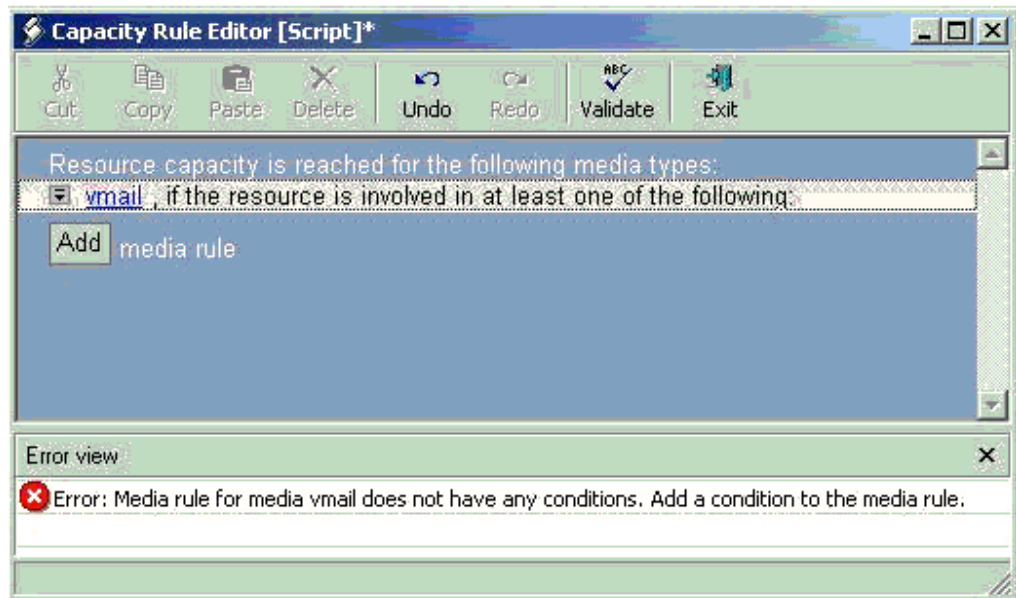 Capacity Rule Editor [Script]*
Cut Copy Paste Delete Undo Redo ABC Validate Exit
Resource capacity is reached for the following media types:
vmail , if the resource is involved in at least one of the following:
Add media rule
Error view
Error: Media rule for media vmail does not have any conditions. Add a condition to the media rule.